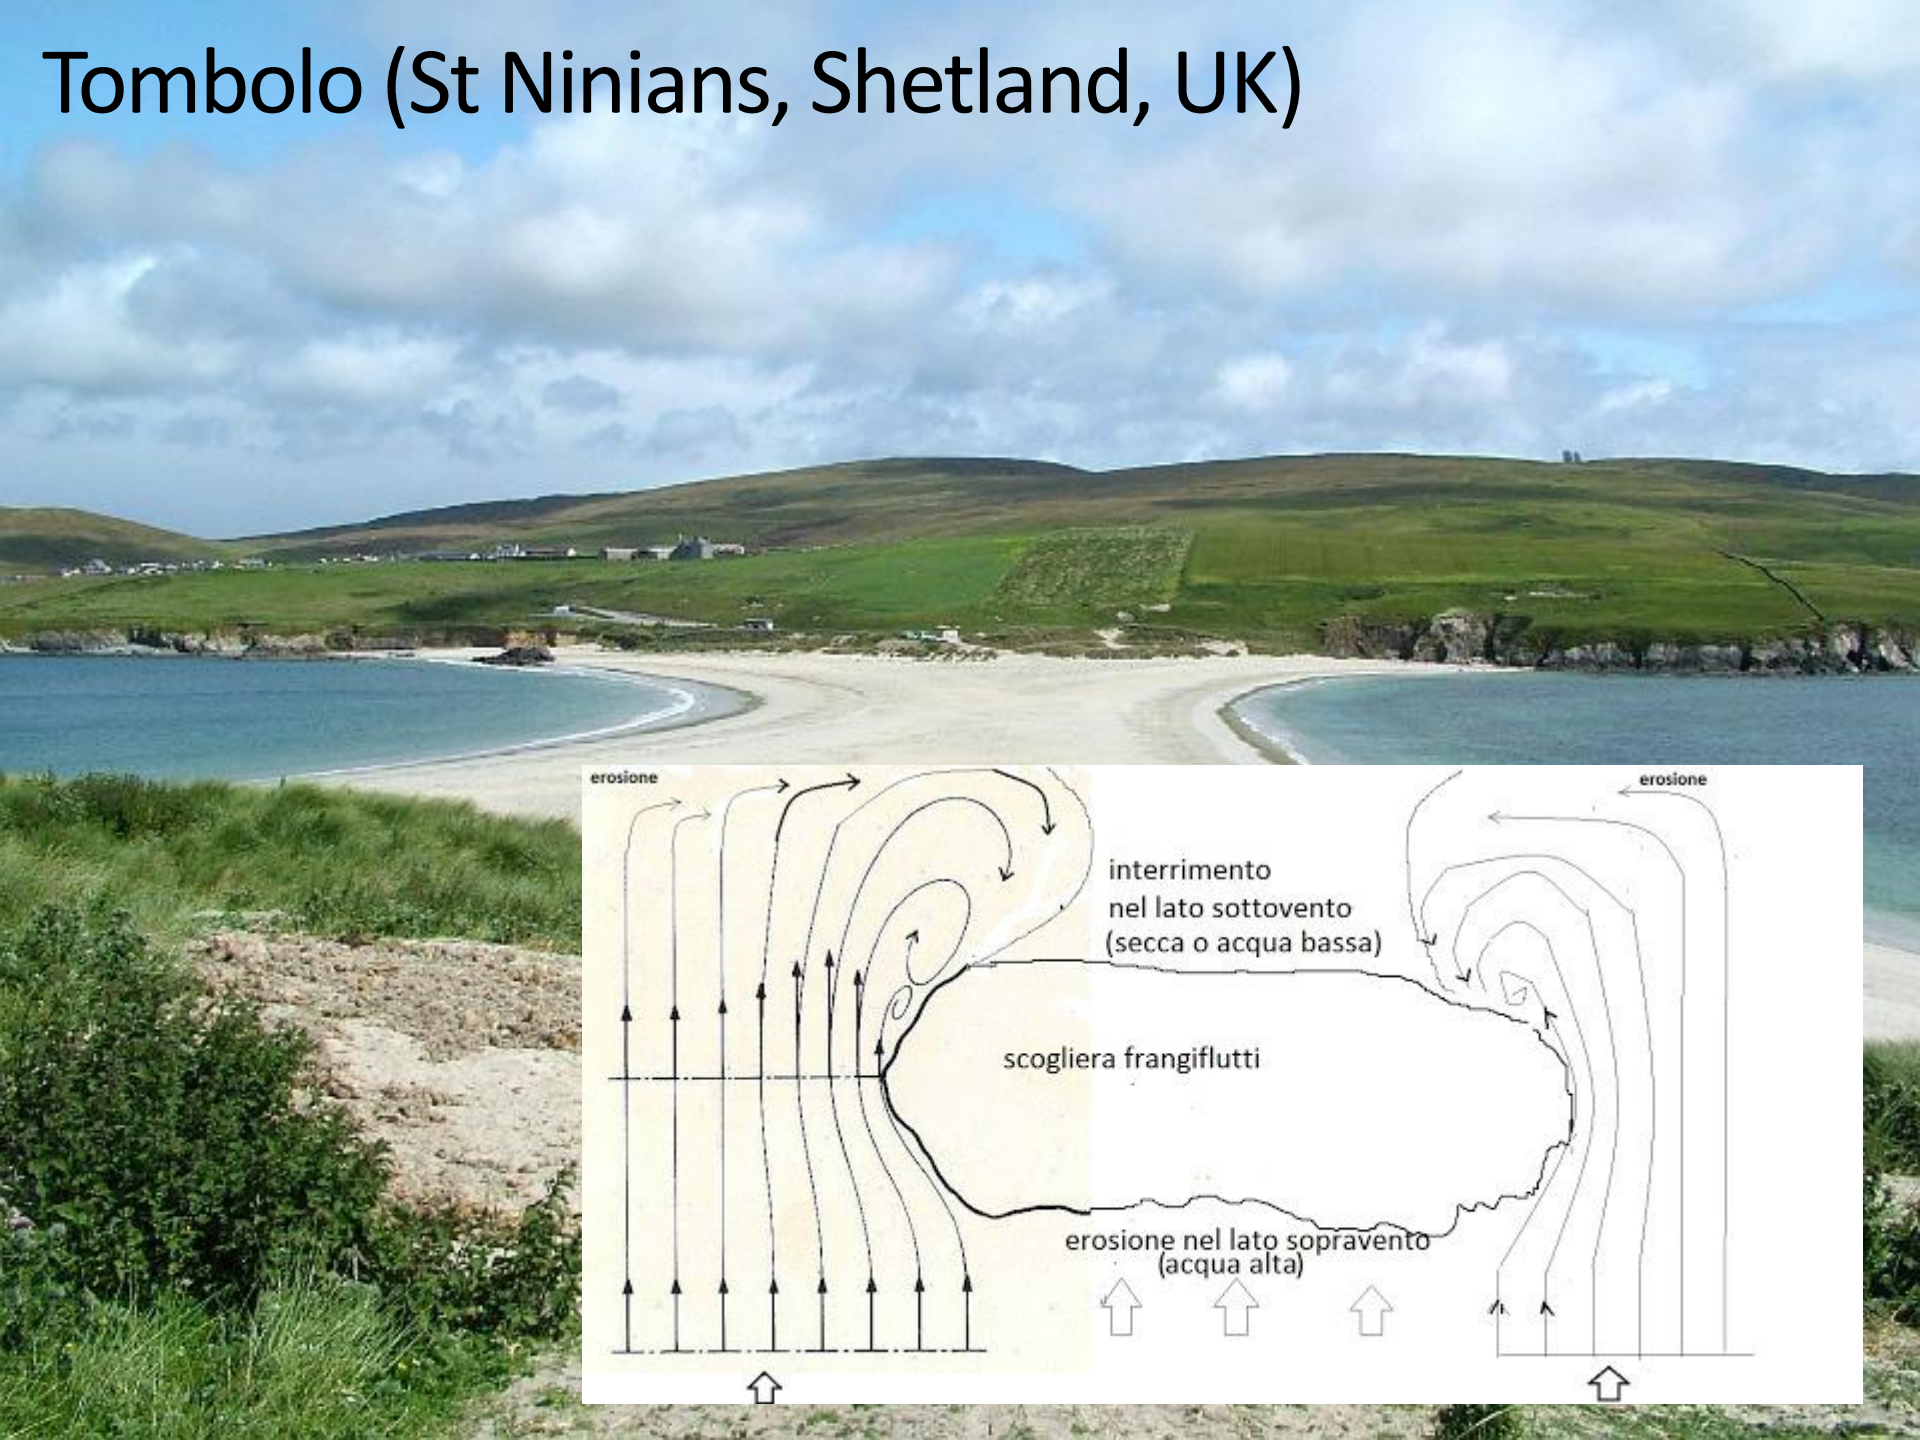 Tombolo (St Ninians, Shetland, UK)
erosione
erosione
interrimento
nel lato sottovento
(secca o acqua bassa)
scogliera frangiflutti
erosione nel lato sopravento
(acqua alta)